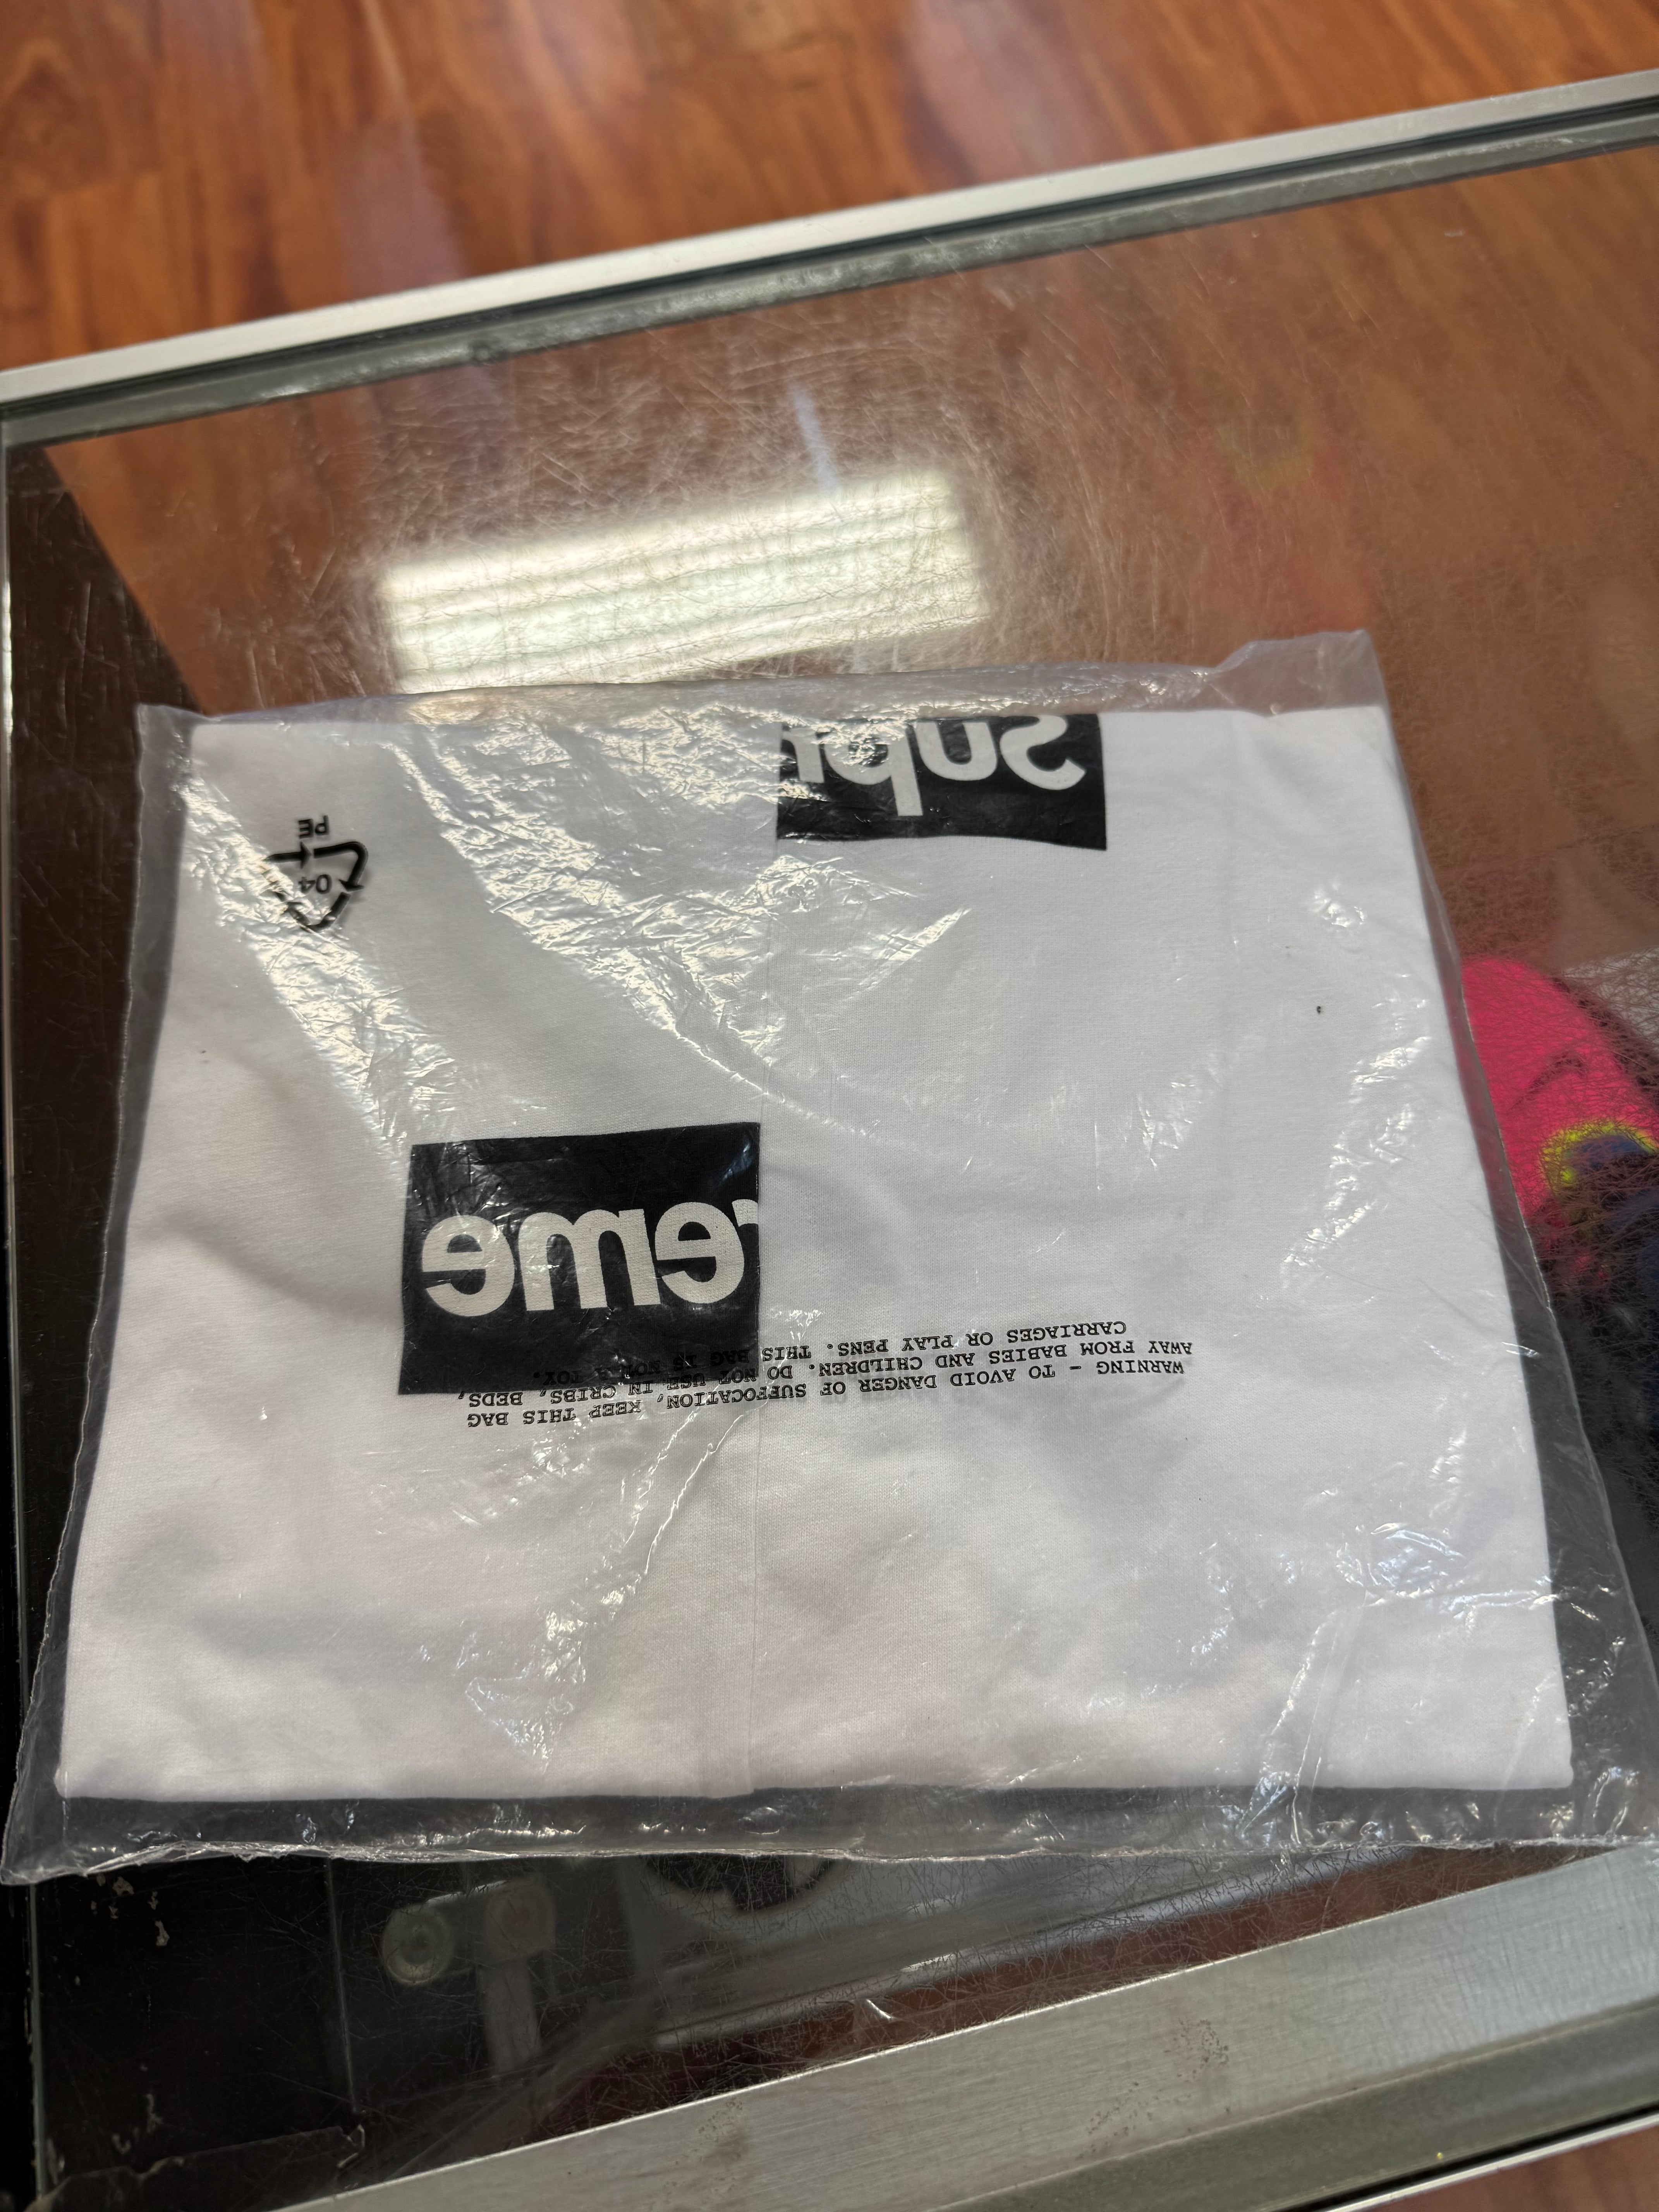 WARNING – TO AVOID DANGER OF SUFFOCATION, KEEP THIS BAG
AWAY FROM BABIES AND CHILDREN. DO NOT USE IN CRIBS, BEDS,
CARRIAGES OR PLAY PENS. THIS BAG IS NOT A TOY.
reme
Supr
04
PE